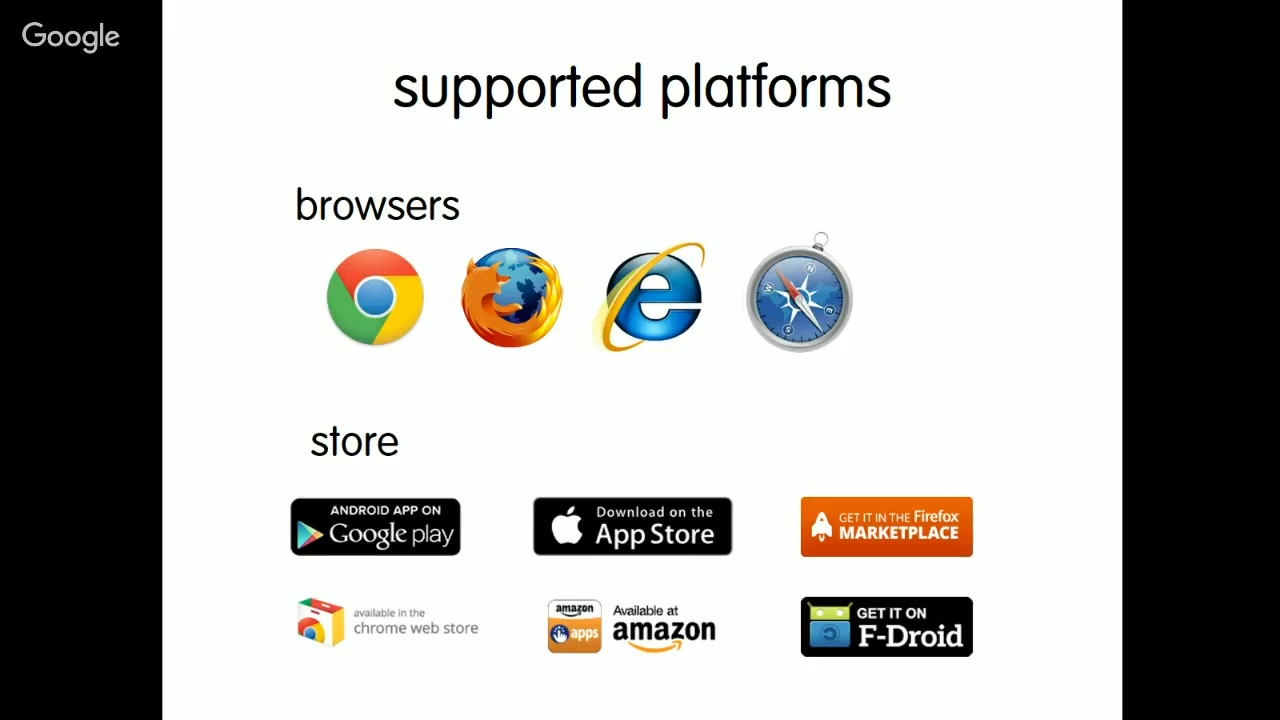 Google
supported platforms
browsers
N
W
E
S
store
ANDROID APP ON
Google play
Download on the
App Store
GET IT IN THE Firefox
MARKETPLACE
available in the
chrome web store
amazon
apps
Available at
amazon
GET IT ON
F-Droid